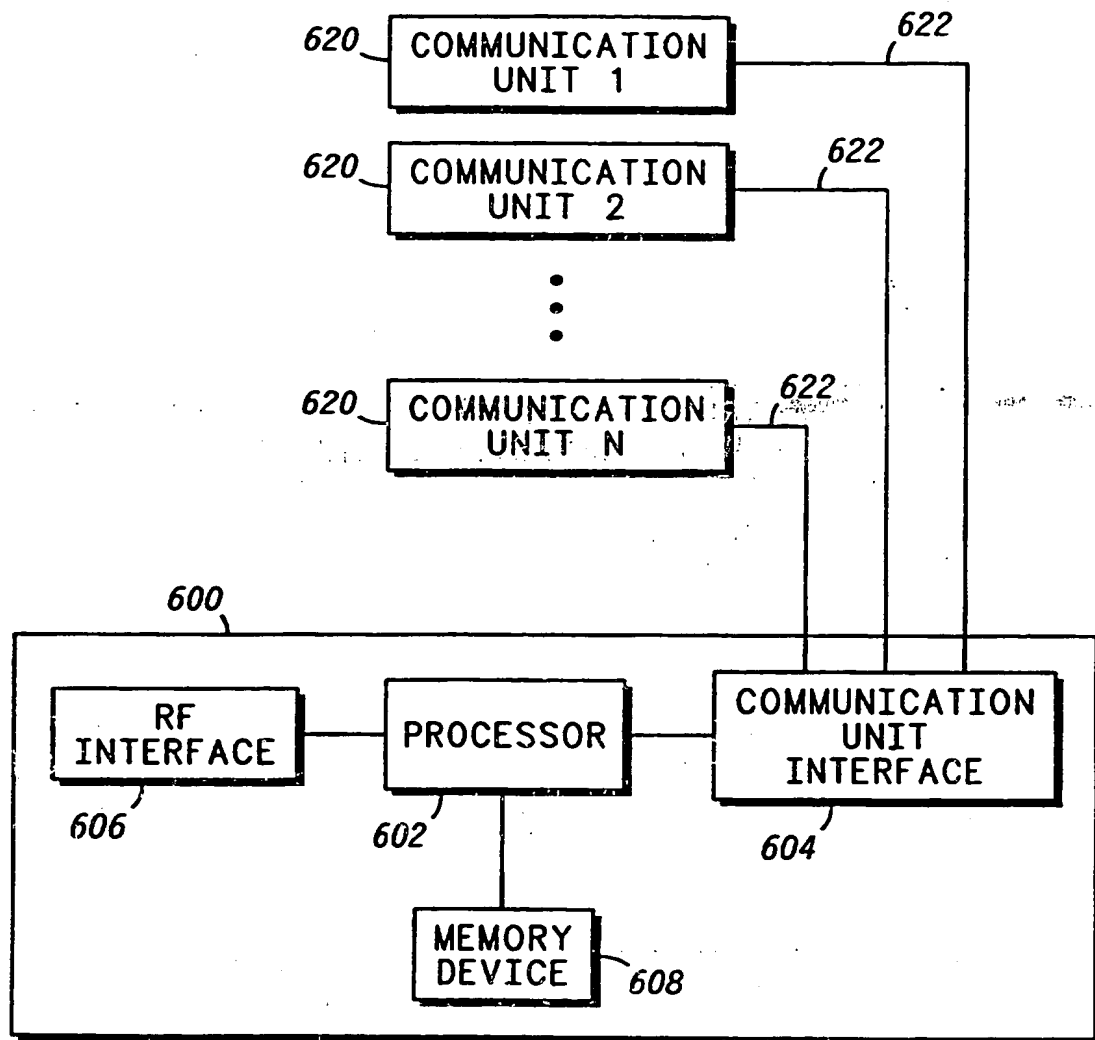 620
COMMUNICATION
UNIT 1
622
620
COMMUNICATION
UNIT 2
622
620
COMMUNICATION
UNIT N
622
600
RF
INTERFACE
606
PROCESSOR
602
COMMUNICATION
UNIT
INTERFACE
604
MEMORY
DEVICE
608